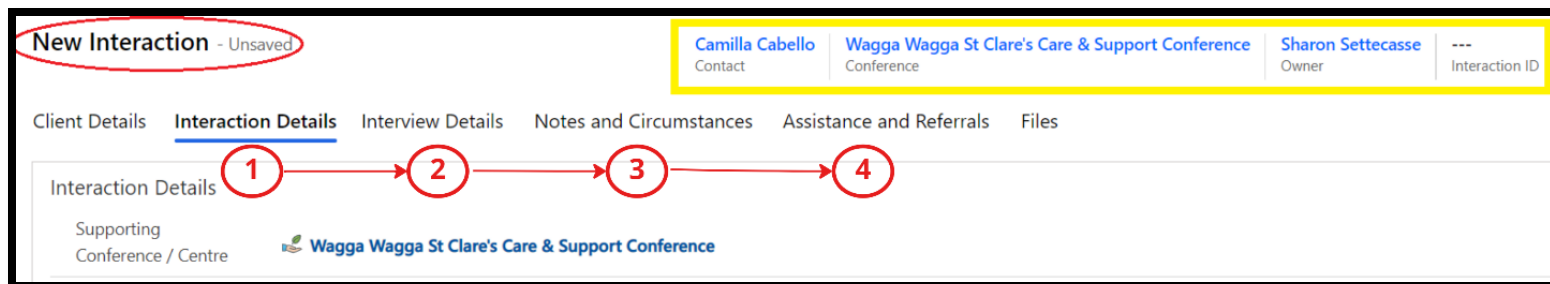 New Interaction - Unsaved
Camilla Cabello Wagga Wagga St Clare's Care & Support Conference Sharon Settecasse ---
Contact Conference Owner Interaction ID
Client Details Interaction Details Interview Details Notes and Circumstances Assistance and Referrals Files
1 2 3 4
Interaction Details
Supporting
Conference / Centre
Wagga Wagga St Clare's Care & Support Conference